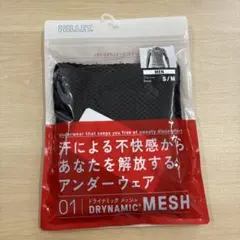 MILLET
MEN
S/M
Underwear that keeps you free of sweaty discomfort
汗による不快感から
あなたを解放する
アンダーウェア
01
ドライナミック メッシュ
DRYNAMIC® MESH